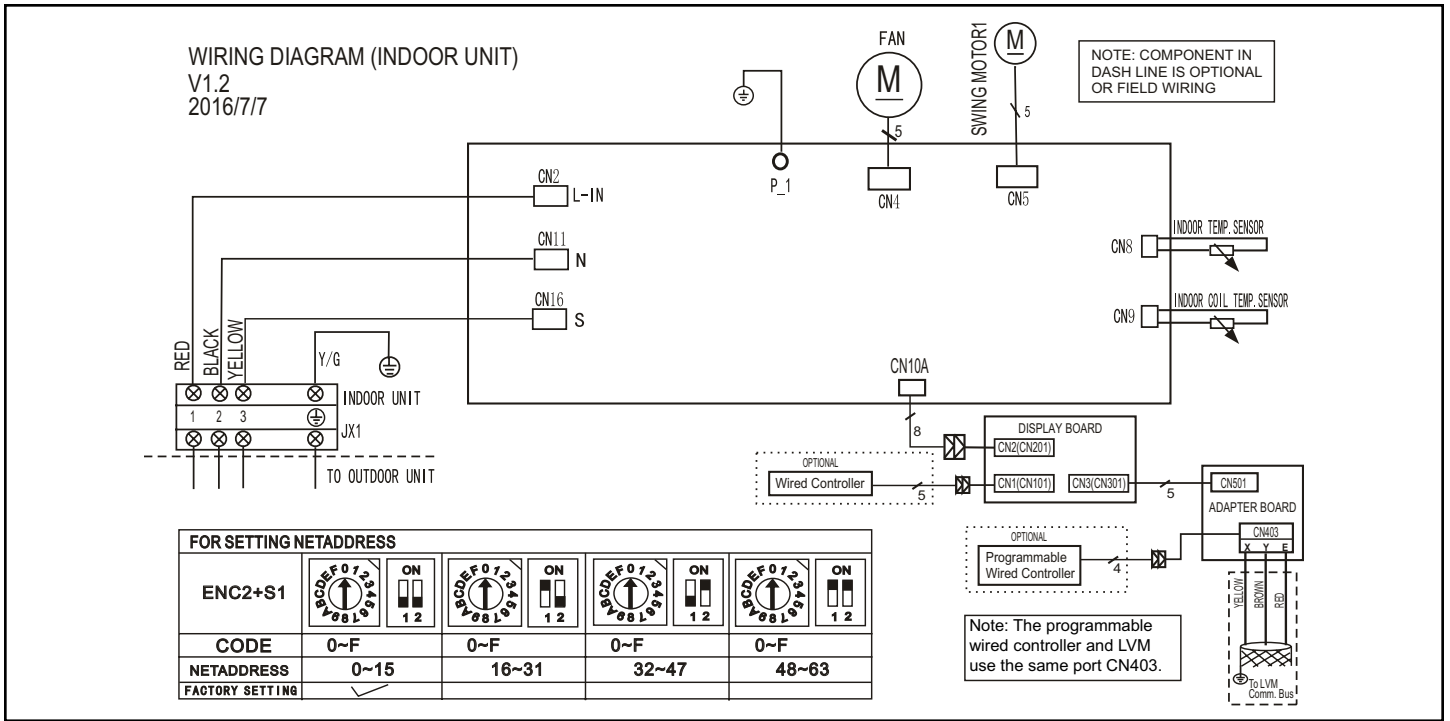 WIRING DIAGRAM (INDOOR UNIT)
V1.2
2016/7/7
FAN
M
SWING MOTOR1
M
NOTE: COMPONENT IN
DASH LINE IS OPTIONAL
OR FIELD WIRING
5
5
P_1
CN4
CN5
CN2
L-IN
CN11
N
CN16
S
CN8
INDOOR TEMP.SENSOR
CN9
INDOOR COIL TEMP.SENSOR
RED
BLACK
YELLOW
Y/G
INDOOR UNIT
1 2 3
JX1
TO OUTDOOR UNIT
CN10A
8
DISPLAY BOARD
CN2(CN201)
CN1(CN101)
CN3(CN301)
OPTIONAL
Wired Controller
5
5
CN501
ADAPTER BOARD
CN403
X Y E
OPTIONAL
Programmable
Wired Controller
4
YELLOW
BROWN
RED
To LVM
Comm. Bus
Note: The programmable
wired controller and LVM
use the same port CN403.
FOR SETTING NETADDRESS
ENC2+S1
0123456789ABCDEF ON 1 2
0123456789ABCDEF ON 1 2
0123456789ABCDEF ON 1 2
0123456789ABCDEF ON 1 2
CODE 0~F 0~F 0~F 0~F
NETADDRESS 0~15 16~31 32~47 48~63
FACTORY SETTING